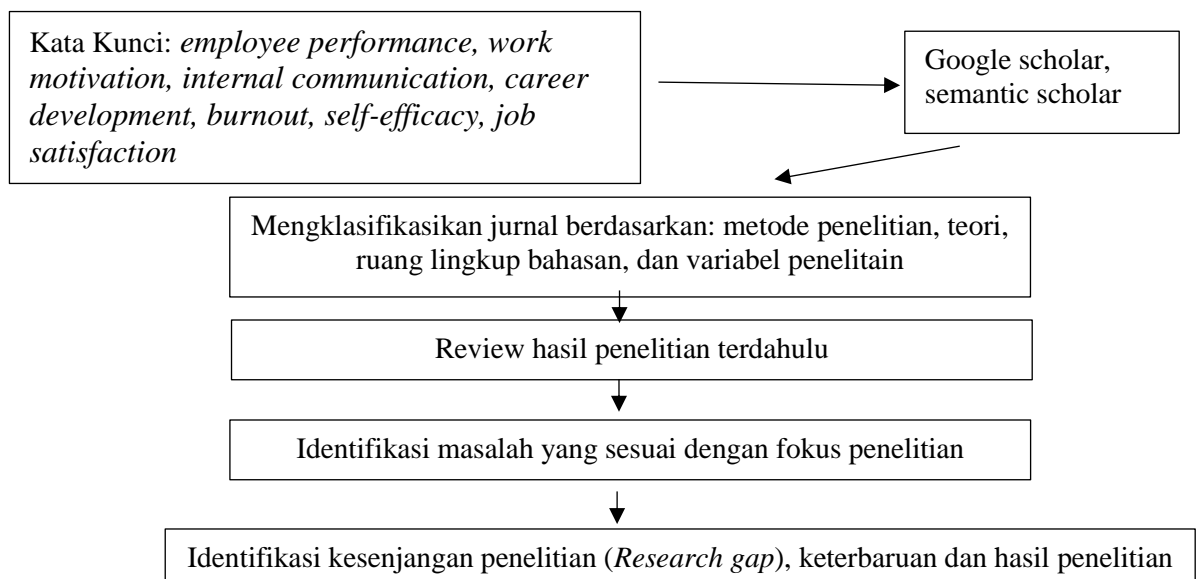 Kata Kunci: employee performance, work
motivation, internal communication, career
development, burnout, self-efficacy, job
satisfaction
Google scholar,
semantic scholar
Mengklasifikasikan jurnal berdasarkan: metode penelitian, teori,
ruang lingkup bahasan, dan variabel penelitain
Review hasil penelitian terdahulu
Identifikasi masalah yang sesuai dengan fokus penelitian
Identifikasi kesenjangan penelitian (Research gap), keterbaruan dan hasil penelitian